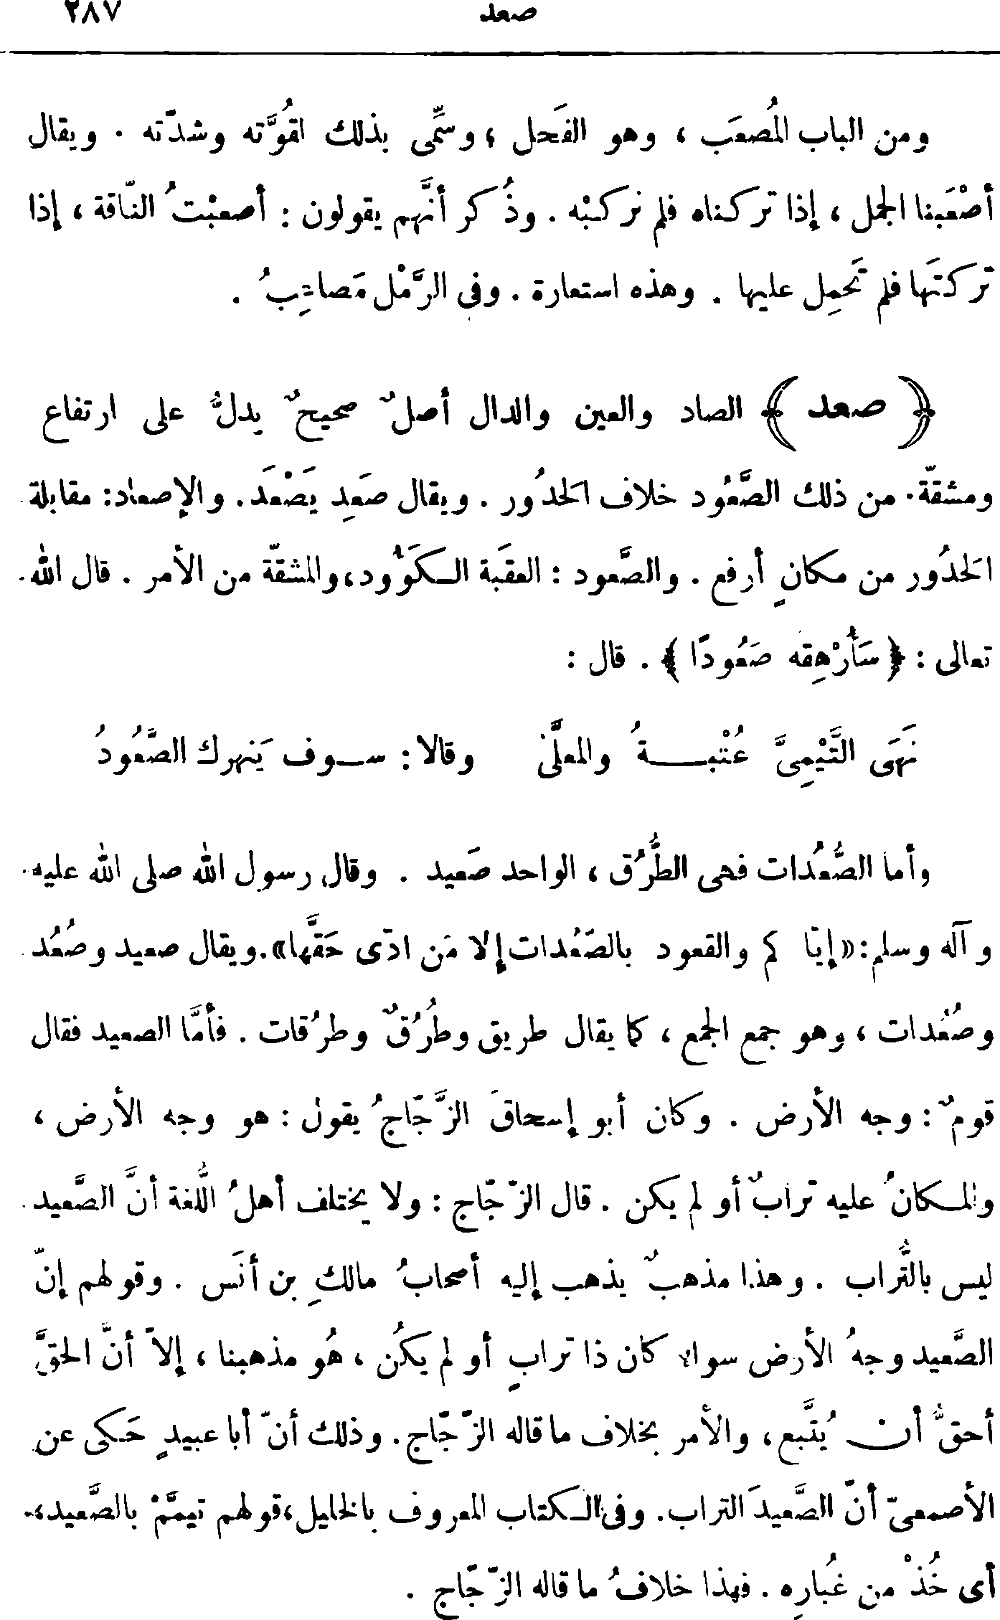 صعد ٢٨٧
ومن الباب المُصعَب ، وهو الفَحل ؛ وسمِّى بذلك لقُوَّته وشدّته . ويقال
أصْعَبنا الجمل ، إذا تركناه فلم نركبْه . وذُكر أنَّهم يقولون : أصعبْتُ النّاقة ، إذا
تركتَها فلم تَحمِل عليها . وهذه استعارة . وفى الرَّمْل مَصاعِبُ .
﴿ صعد ﴾ الصاد والعين والدال أصلٌ صحيحٌ يدلُّ على ارتفاع
ومشقّة. من ذلك الصَّعُود خلاف الحَدُور . ويقال صَعِد يَصْعَد. والإصعاد: مقابلة
الحَدُور من مكانٍ أرفع . والصَّعود : العقَبة الكَؤُود، والمشقّة من الأمر . قال الله
تعالى : ﴿ سَأُرْهِقه صَعُودًا ﴾ . قال :
نَهَى التَّيْمِىَّ عُتْبــةُ والمعلَّى وقالا: ســوف يَنهرك الصَّعُودُ
وأما الصُّعُدات فهى الطُّرُق ، الواحد صَعيد . وقال رسول الله صلى الله عليه
وآله وسلم: «إيّا كم والقعود بالصّعُدات إلا مَن ادّى حَقَّها». ويقال صعيد وصُعُد
وصُعُدات ، وهو جمع الجمع ، كما يقال طريق وطُرُقٌ وطرُقات . فأمَّا الصعيد فقال
قومٌ : وجه الأرض . وكان أبو إسحاقَ الزَّجّاجُ يقول : هو وجه الأرض ،
والمـكانُ عليه ترابٌ أو لم يكن . قال الزّجّاج : ولا يختلف أهلُ اللُّغة أنَّ الصَّعيد
ليس بالتُّراب . وهذا مذهبٌ يذهب إليه أصحابُ مالكِ بن أنَس . وقولهم إنّ
الصَّعيد وجهُ الأرض سواء كان ذا ترابٍ أو لم يكُن ، هُو مذهبنا ، إلاّ أنَّ الحقَّ
أحقُّ أنْ يُتَّبع، والأمر بخلاف ما قاله الزّجّاج. وذلك أنّ أبا عبيدٍ حَكى عن
الأصمعىّ أنّ الصَّعيدَ التراب. وفى الـكتاب المعروف بالخليل، قولهم تيممَّمْ بالصَّعيد،
أى خُذْ من غُبارِه . فهذا خلافُ ما قاله الزّجّاج .